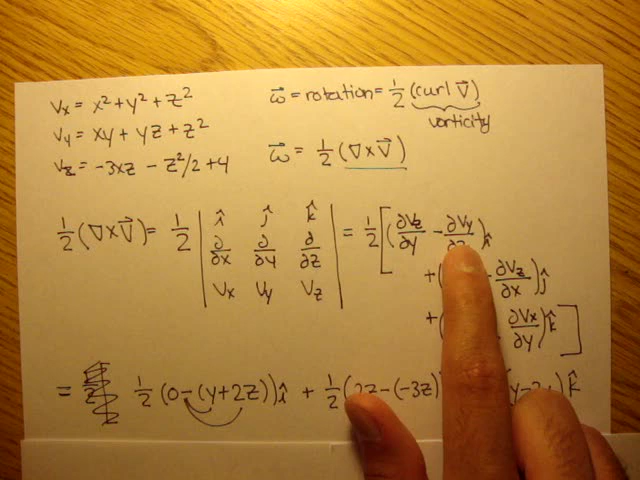 Vx = x² + y² + z²
Vy = xy + yz + z²
Vz = -3xz - z²/2 + 4
ω⃗ = rotation = ½ (curl V⃗)
vorticity
ω⃗ = ½ (∇ x V⃗)
½ (∇ x V⃗) = ½ | î ĵ k̂ | = ½ [ (∂Vz/∂y - ∂Vy/∂z) î
∂/∂x ∂/∂y ∂/∂z
Vx Vy Vz
+ ( - ∂Vz/∂x) ĵ
+ ( ∂Vx/∂y) k̂ ]
= ½ (0 - (y + 2z)) î + ½ (2z - (-3z) (y - 2y) k̂